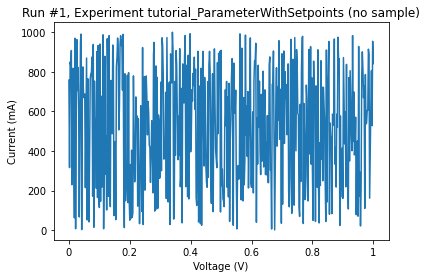 Run #1, Experiment tutorial_ParameterWithSetpoints (no sample)
1000
800
600
400
200
0
Current (mA)
0 0.2 0.4 0.6 0.8 1
Voltage (V)